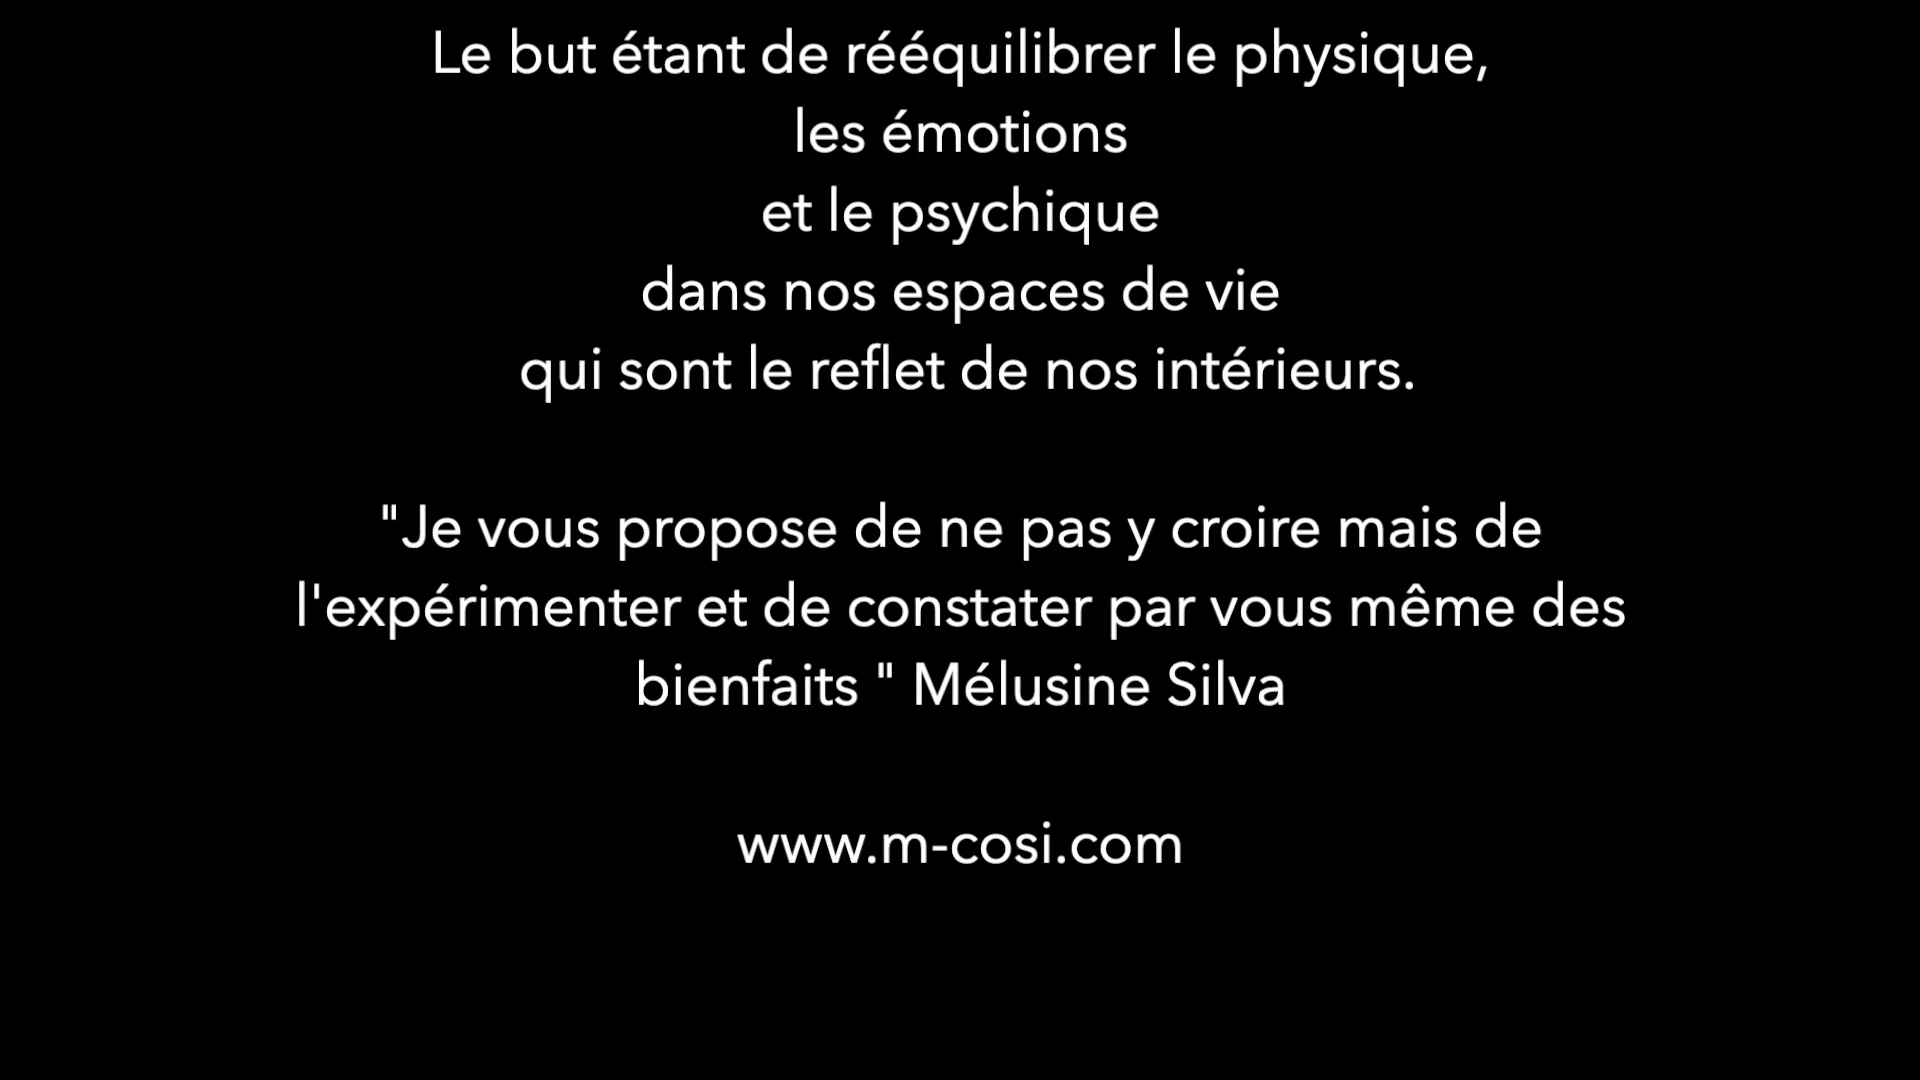 Le but étant de rééquilibrer le physique,
les émotions
et le psychique
dans nos espaces de vie
qui sont le reflet de nos intérieurs.
"Je vous propose de ne pas y croire mais de
l'expérimenter et de constater par vous même des
bienfaits " Mélusine Silva
www.m-cosi.com